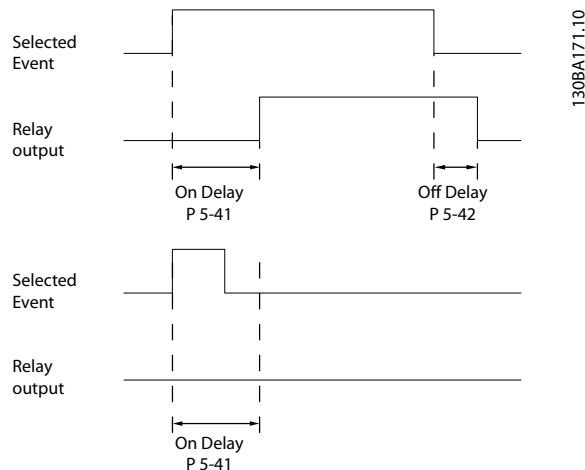 Selected
Event
Relay
output
On Delay
P 5-41
Off Delay
P 5-42
Selected
Event
Relay
output
On Delay
P 5-41
130BA171.10